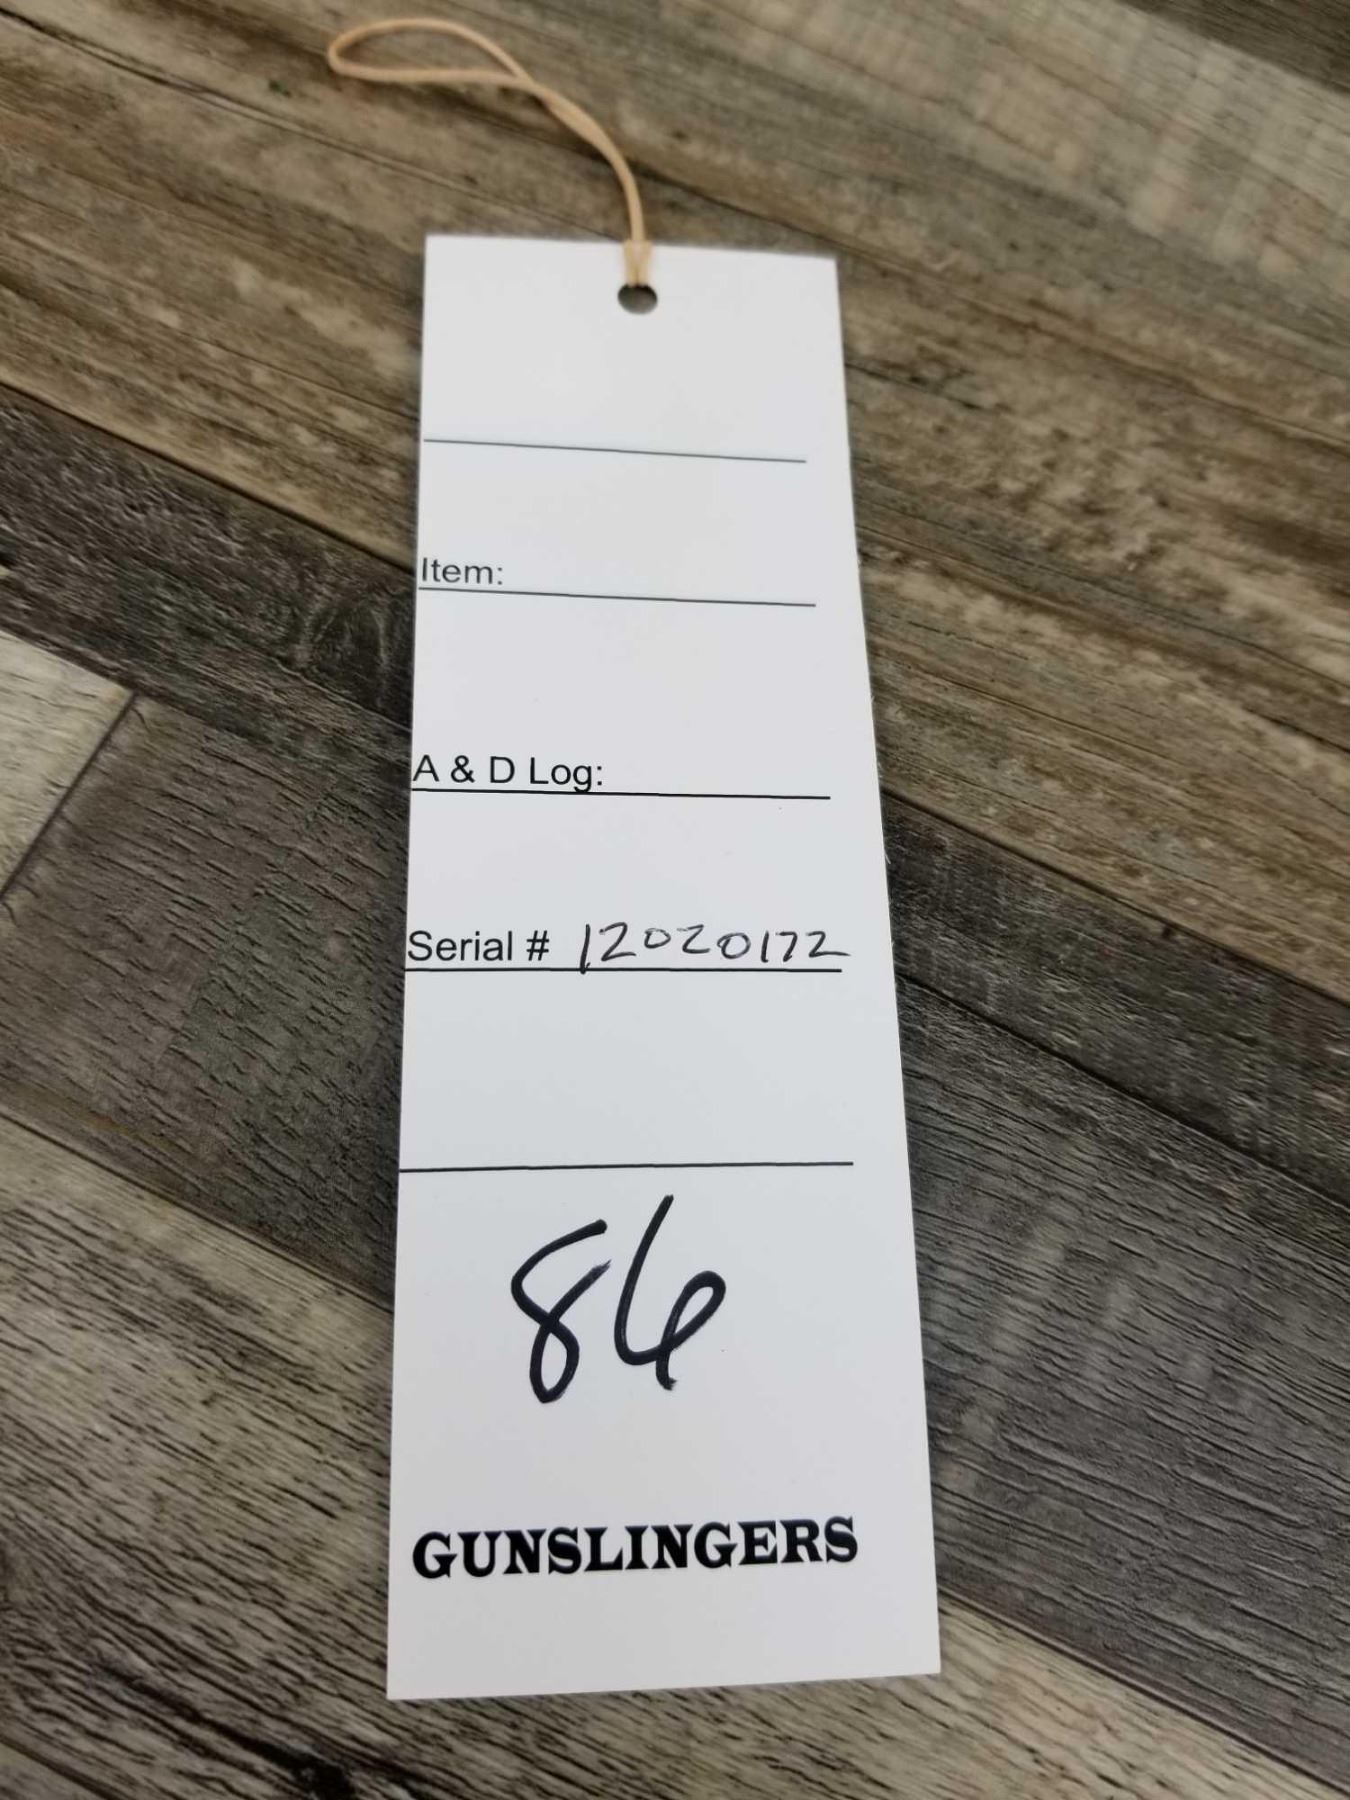 Item:
A & D Log:
Serial # 12020172
86
GUNSLINGERS